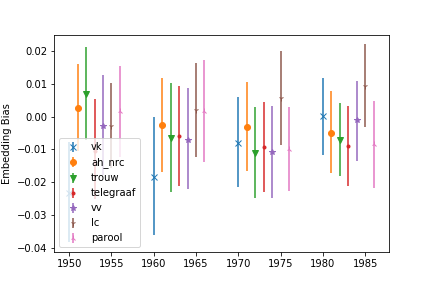 0.02
0.01
0.00
−0.01
−0.02
−0.03
−0.04
Embedding Bias
vk
ah_nrc
trouw
telegraaf
vv
lc
parool
1950 1955 1960 1965 1970 1975 1980 1985